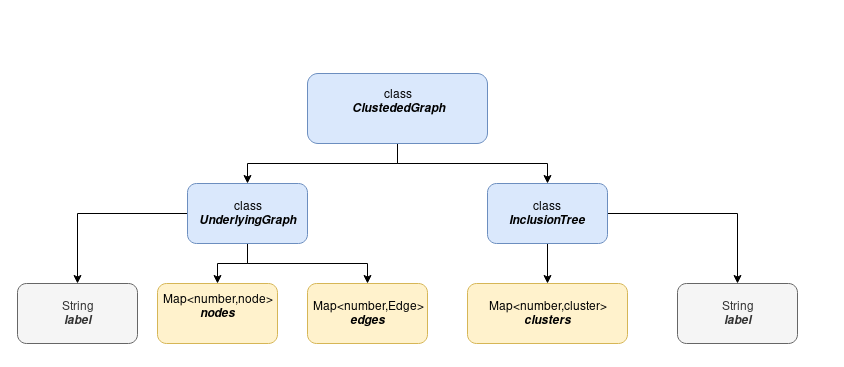 class
ClustededGraph
class
UnderlyingGraph
class
InclusionTree
String
label
Map<number,node>
nodes
Map<number,Edge>
edges
Map<number,cluster>
clusters
String
label